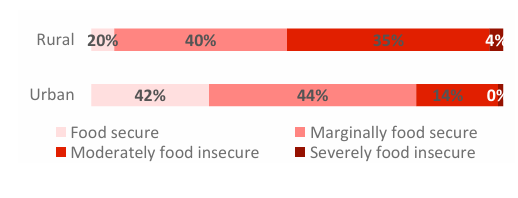 Rural 20% 40% 35% 4%
Urban 42% 44% 14% 0%
Food secure Marginally food secure
Moderately food insecure Severely food insecure